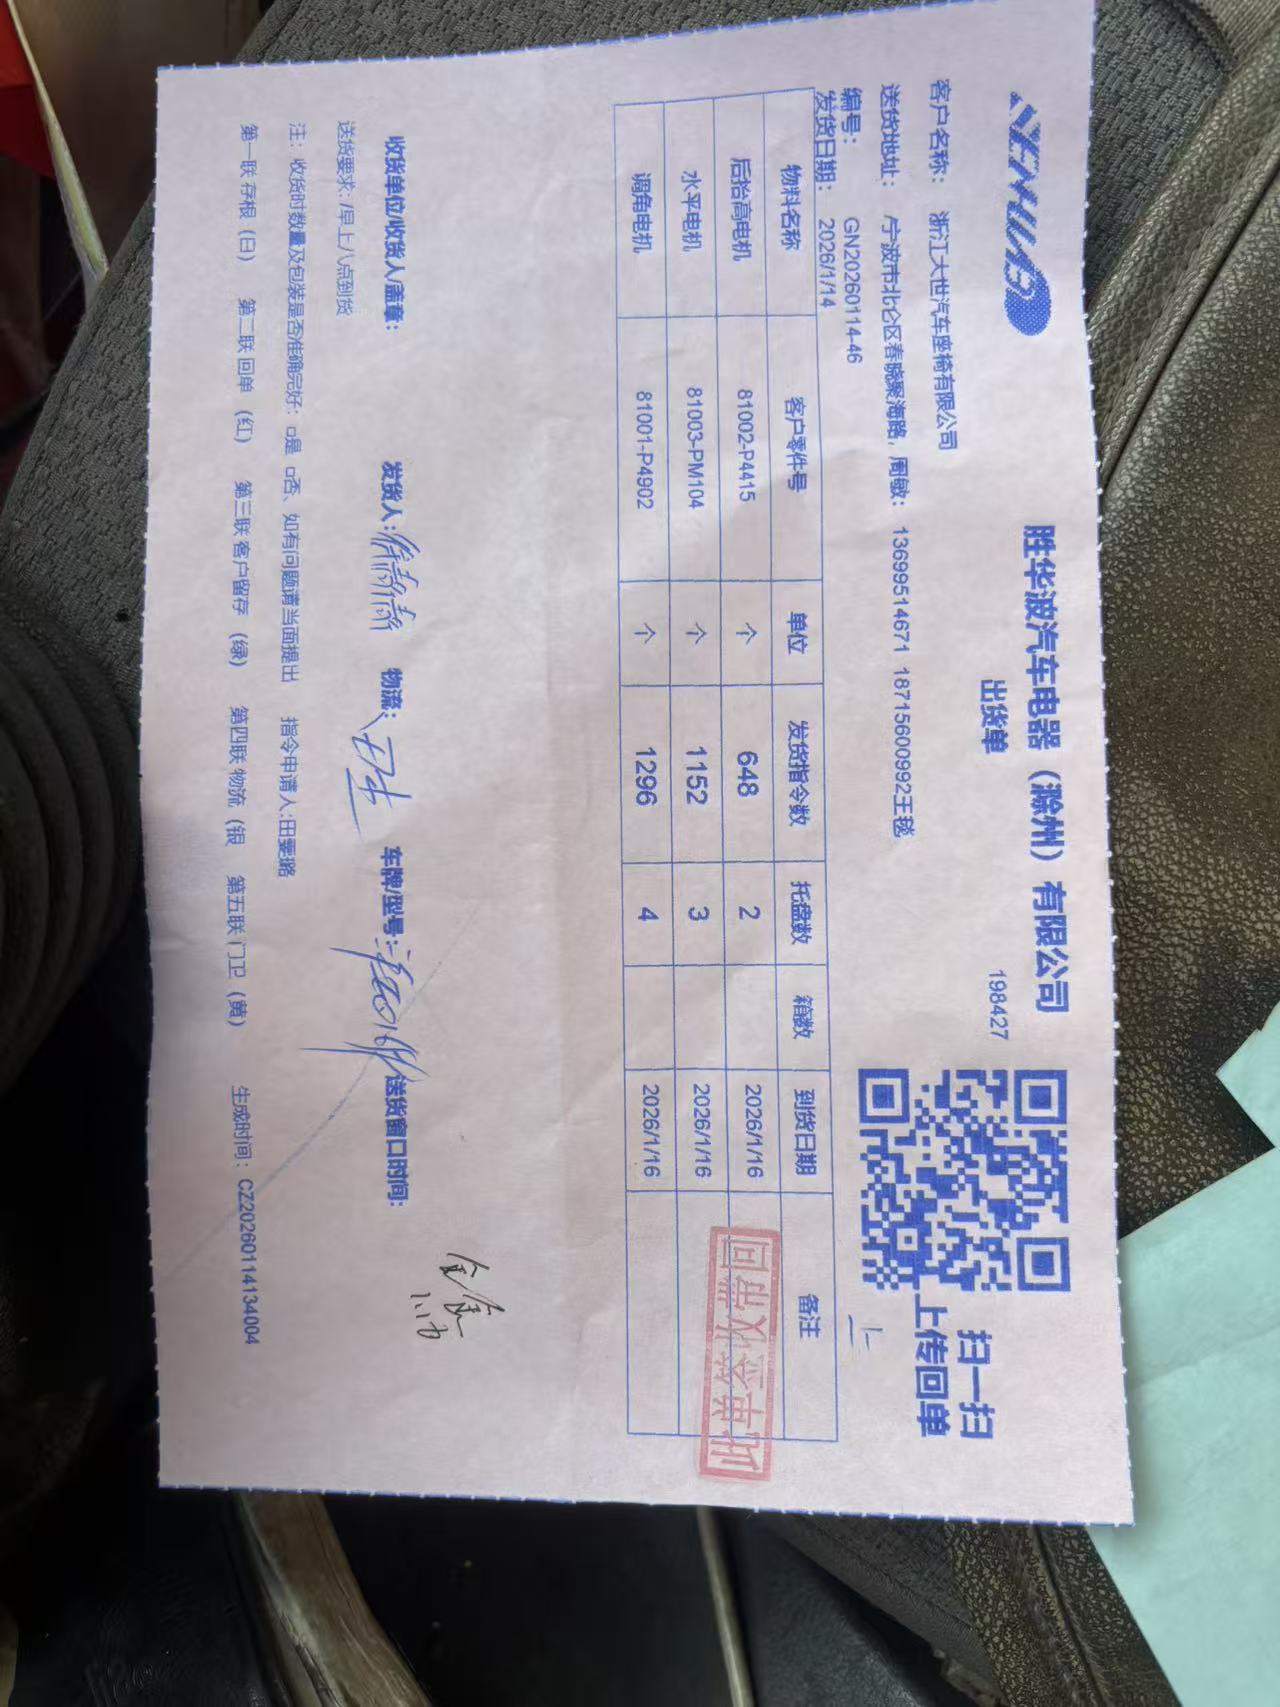 胜华波汽车电器（滁州）有限公司
出货单
198427
扫一扫
上传回单
客户名称： 浙江大世汽车座椅有限公司
送货地址： /宁波市北仑区春晓聚海路，周敏： 13699514671 18715600992王毯
编号： GN20260114-46
发货日期： 2026/1/14
物料名称 客户零件号 单位 发货指令数 托盘数 箱数 到货日期 备注
后抬高电机 81002-P4415 个 648 2 2026/1/16
水平电机 81003-PM104 个 1152 3 2026/1/16
调角电机 81001-P4902 个 1296 4 2026/1/16
回单签收带回
收货单位/收货人/盖章： 发货人： 物流： 车牌/型号： 送货窗口时间：
送货要求：/早上八点到货
注：收货时数量及包装是否准确完好：□是 □否、如有问题请当面提出 指令申请人:田雯璐
第一联 存根（白） 第二联 回单（红） 第三联 客户留存（绿） 第四联 物流（银 第五联 门卫（黄） 生成时间：CZ20260114134004